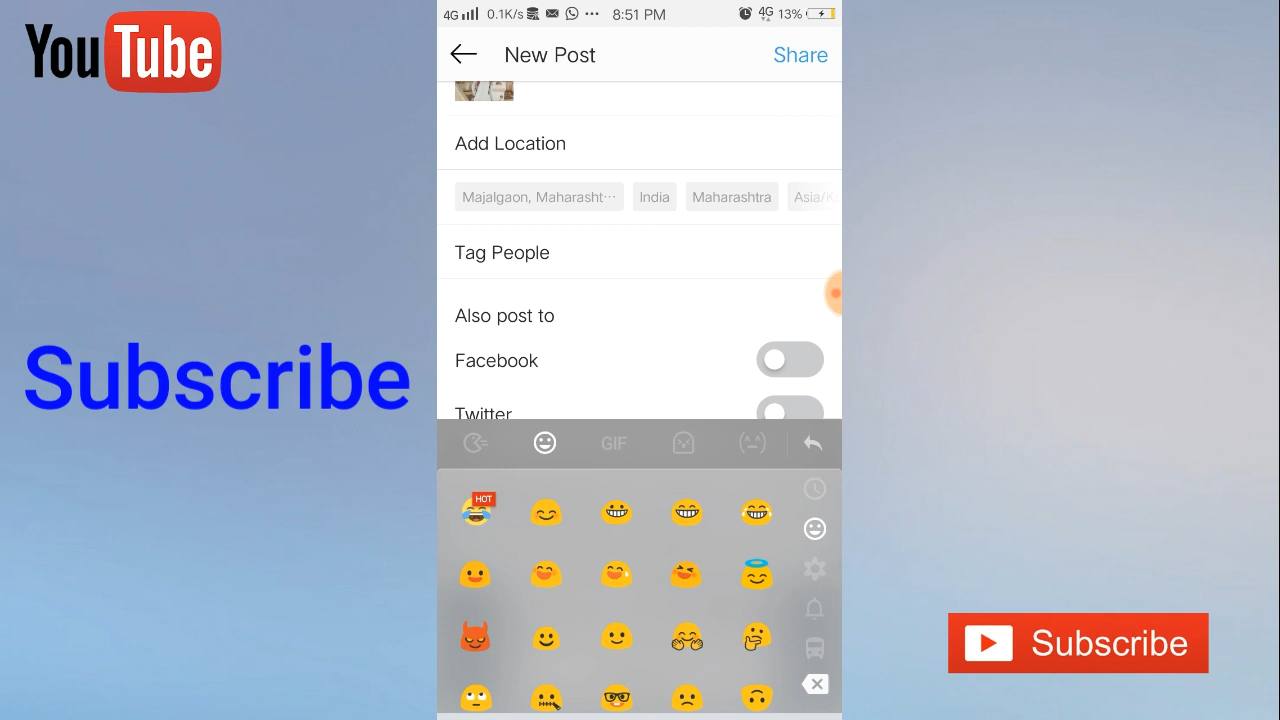 YouTube
4G 0.1K/s ··· 8:51 PM 4G 13%
New Post
Share
Add Location
Majalgaon, Maharasht··· India Maharashtra Asia/K
Tag People
Also post to
Facebook
Twitter
Subscribe
GIF
HOT
Subscribe